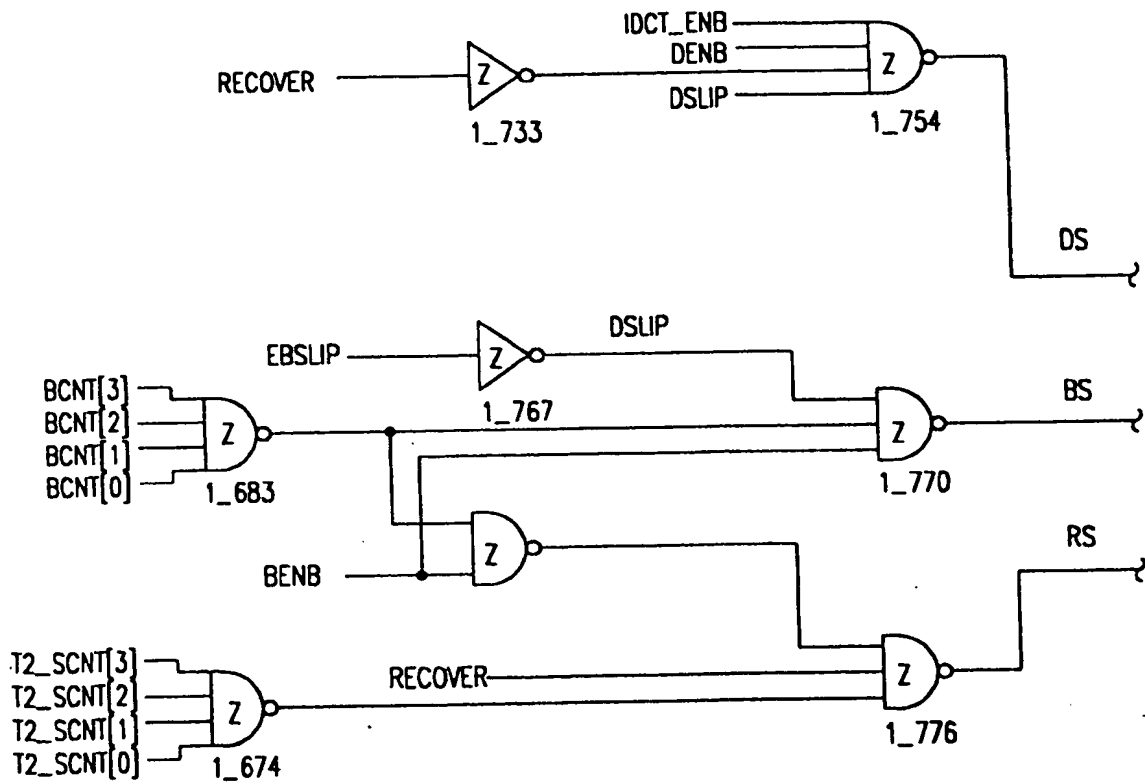 IDCT_ENB
DENB
RECOVER
Z
Z
DSLIP
1_733
1_754
DS
EBSLIP
Z
DSLIP
1_767
BCNT[3]
BCNT[2]
BCNT[1]
BCNT[0]
Z
1_683
Z
1_770
BS
BENB
Z
RS
T2_SCNT[3]
T2_SCNT[2]
T2_SCNT[1]
T2_SCNT[0]
Z
1_674
RECOVER
Z
1_776